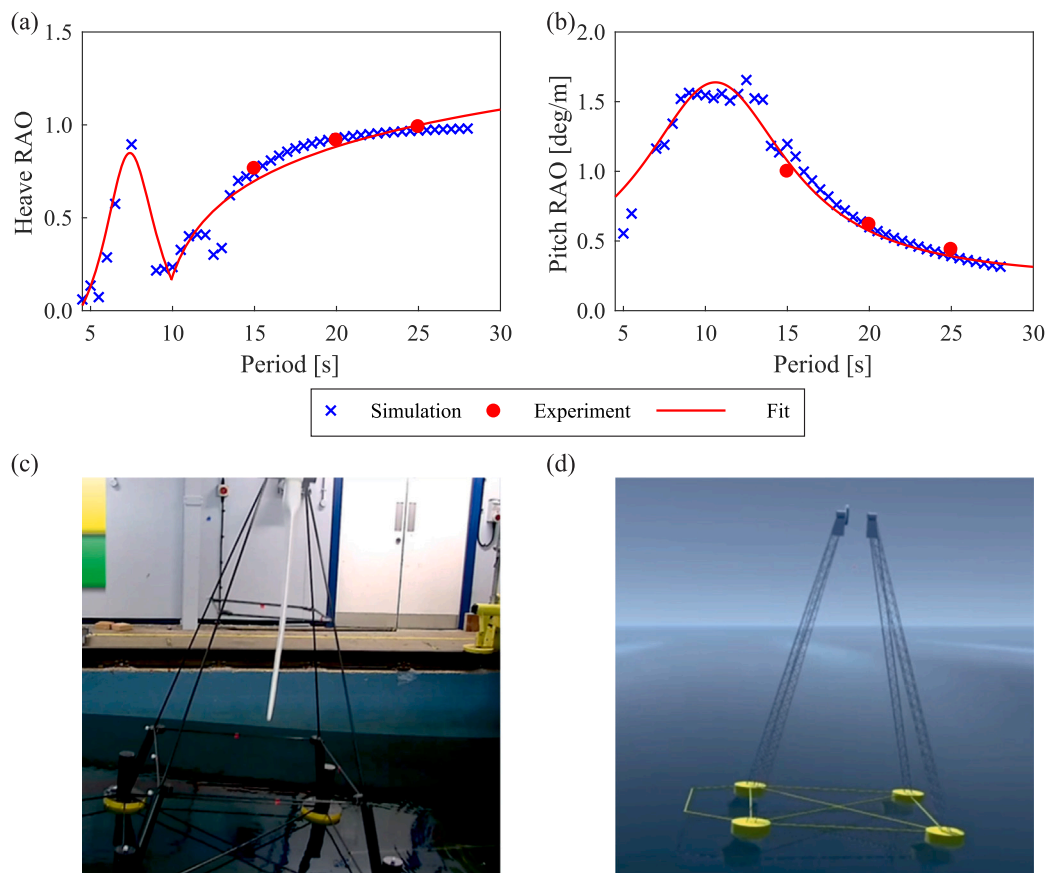 (a)
1.5
1.0
0.5
0.0
Heave RAO
5 10 15 20 25 30
Period [s]
(b)
2.0
1.5
1.0
0.5
0.0
Pitch RAO [deg/m]
5 10 15 20 25 30
Period [s]
Simulation Experiment Fit
(c)
(d)